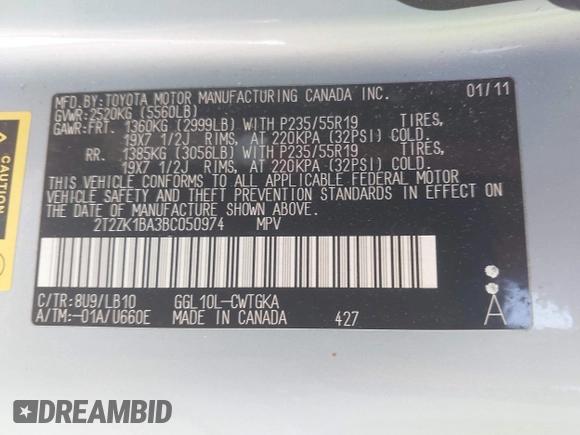 MFD.BY:TOYOTA MOTOR MANUFACTURING CANADA INC. 01/11
GVWR:2520KG (5560LB)
GAWR:FRT. 1360KG (2999LB) WITH P235/55R19 TIRES,
19X7 1/2J RIMS, AT 220KPA (32PSI) COLD.
RR. 1385KG (3056LB) WITH P235/55R19 TIRES,
19X7 1/2J RIMS, AT 220KPA (32PSI) COLD.
THIS VEHICLE CONFORMS TO ALL APPLICABLE FEDERAL MOTOR
VEHICLE SAFETY AND THEFT PREVENTION STANDARDS IN EFFECT ON
THE DATE OF MANUFACTURE SHOWN ABOVE.
2T2ZK1BA3BC050974 MPV
C/TR:8U9/LB10 GGL10L-CWTGKA
A/TM:-01A/U660E MADE IN CANADA 427
A
CAUTION
DREAMBID